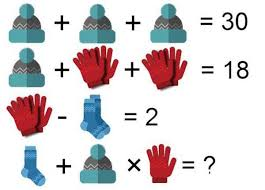 + + = 30
+ + = 18
- = 2
+ × = ?